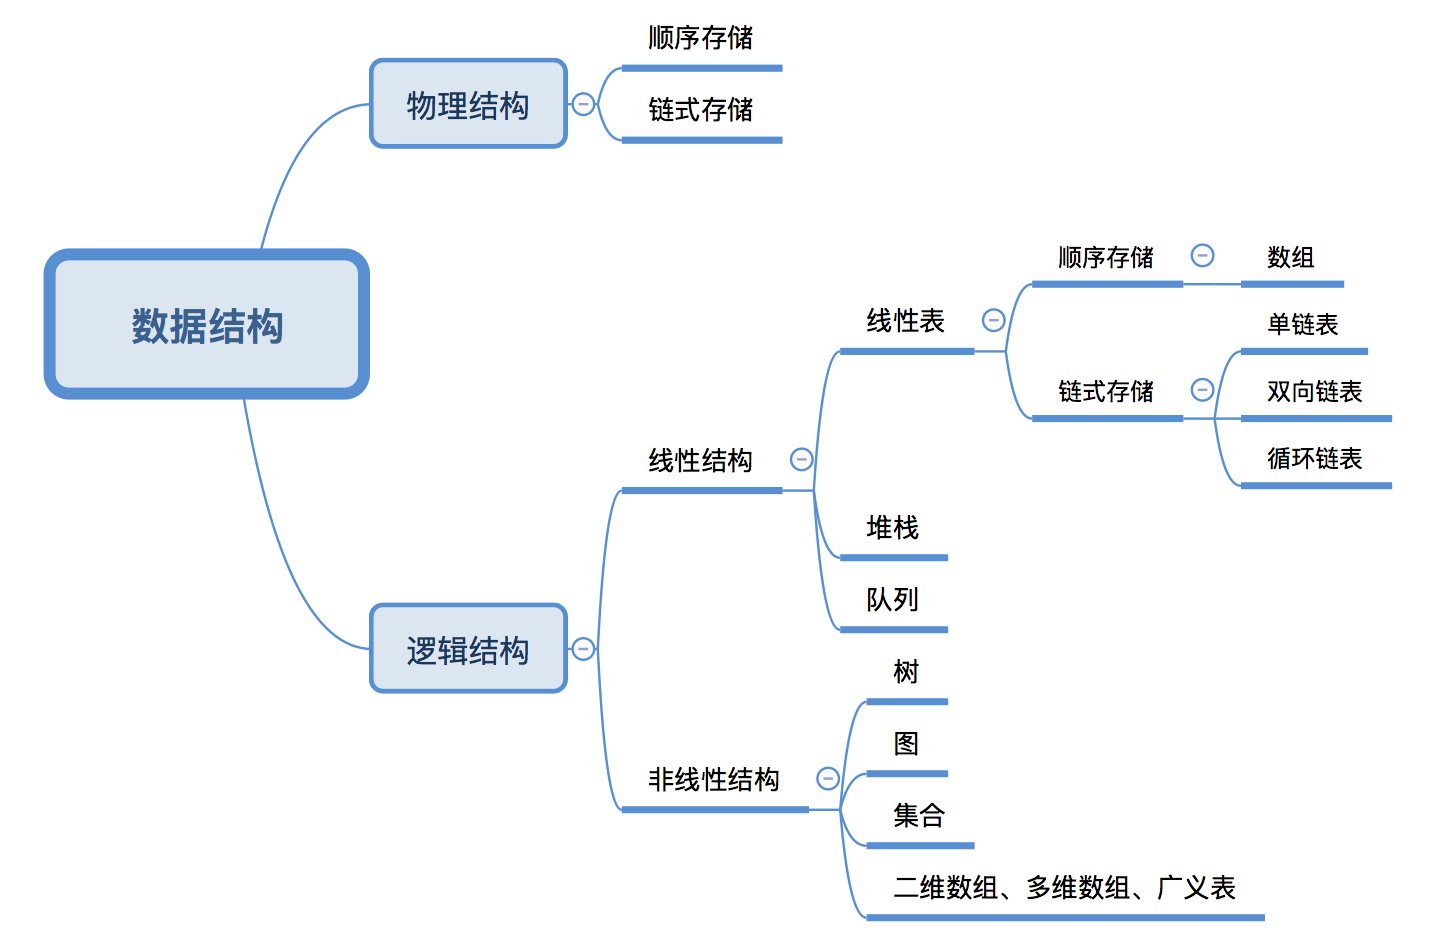 数据结构
物理结构
顺序存储
链式存储
逻辑结构
线性结构
线性表
顺序存储
数组
链式存储
单链表
双向链表
循环链表
堆栈
队列
非线性结构
树
图
集合
二维数组、多维数组、广义表